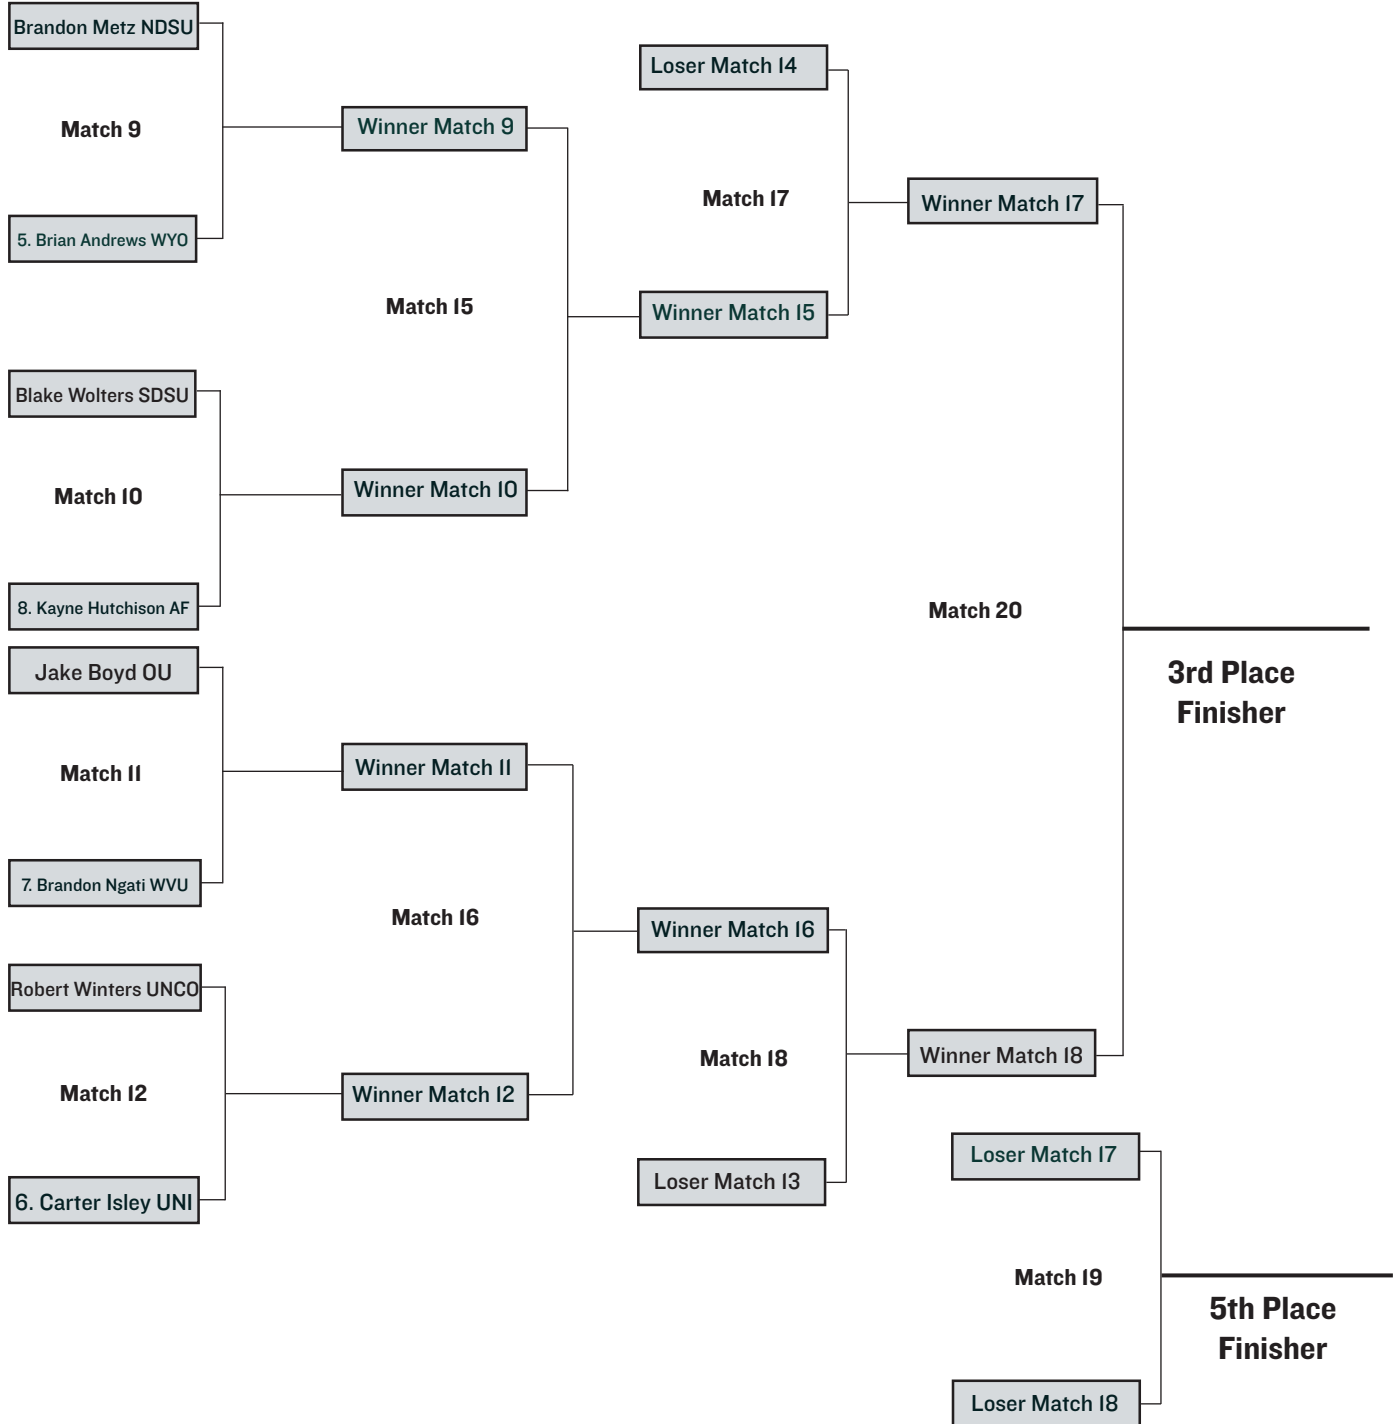 Brandon Metz NDSU
Match 9
5. Brian Andrews WYO
Winner Match 9
Match 15
Blake Wolters SDSU
Match 10
8. Kayne Hutchison AF
Winner Match 10
Loser Match 14
Match 17
Winner Match 15
Winner Match 17
Jake Boyd OU
Match 11
7. Brandon Ngati WVU
Winner Match 11
Match 16
Robert Winters UNCO
Match 12
6. Carter Isley UNI
Winner Match 12
Winner Match 16
Match 18
Loser Match 13
Winner Match 18
Match 20
3rd Place
Finisher
Loser Match 17
Match 19
Loser Match 18
5th Place
Finisher